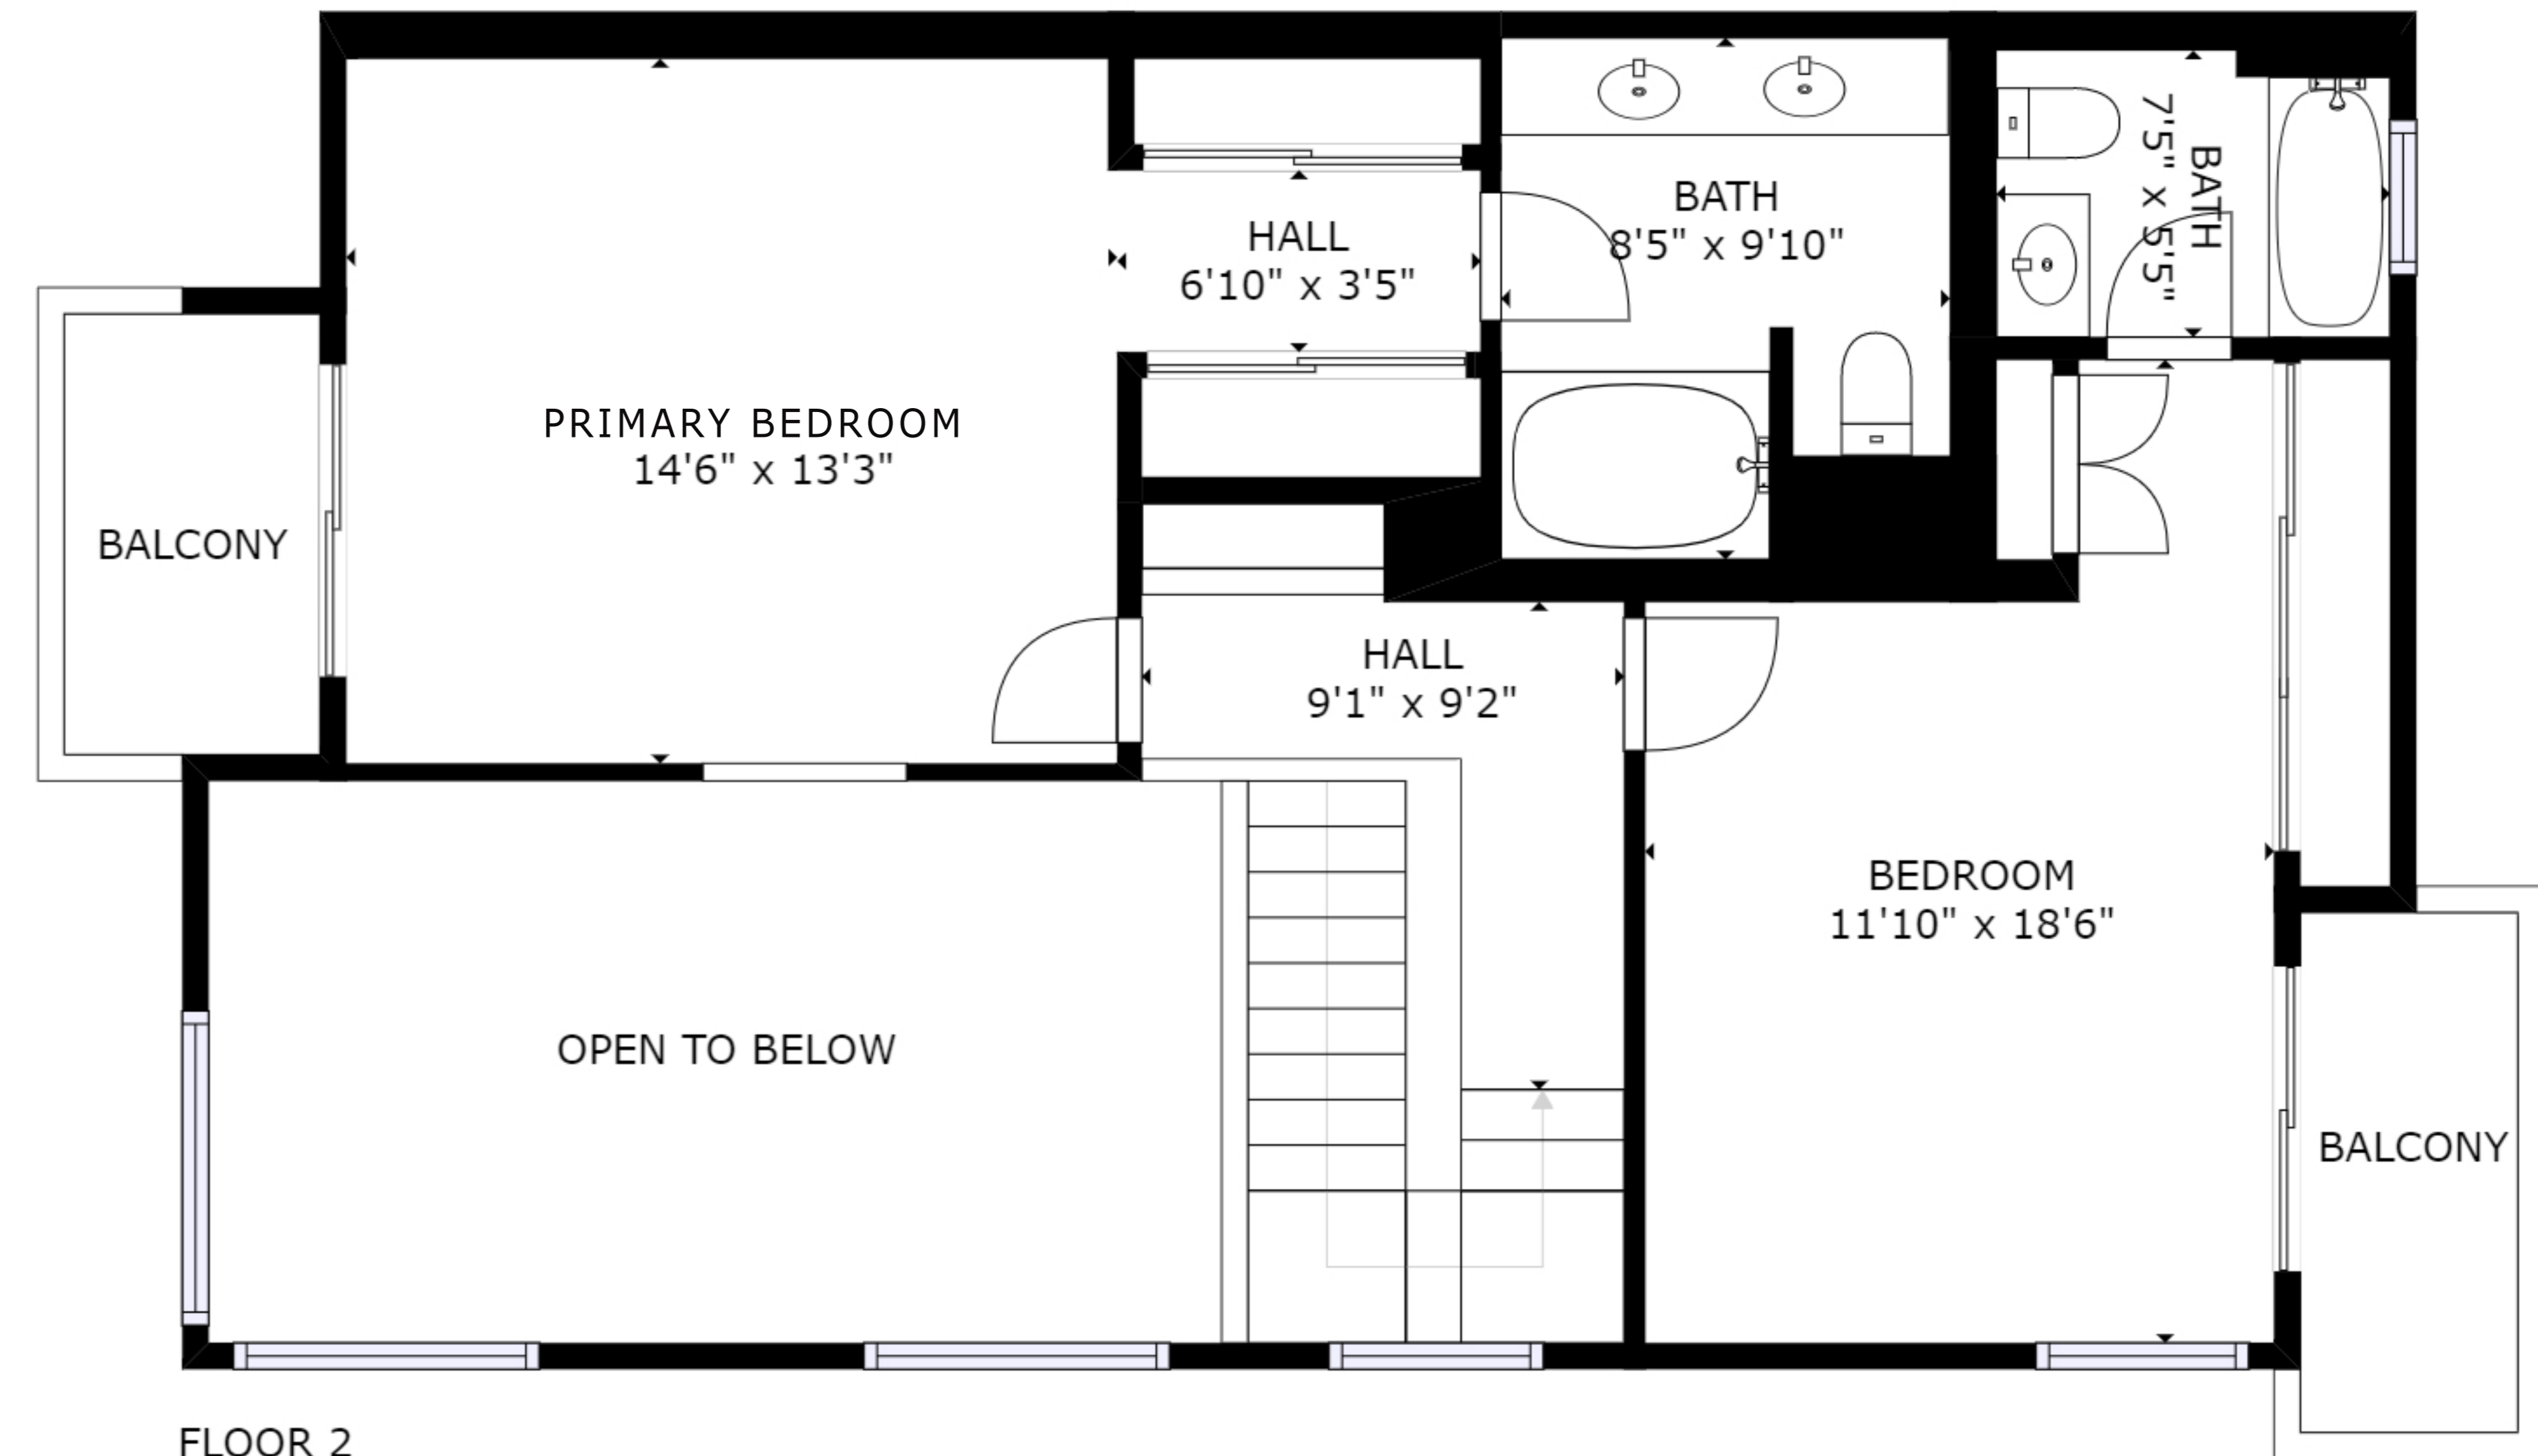 BATH
7'5" x 5'5"
BATH
8'5" x 9'10"
HALL
6'10" x 3'5"
PRIMARY BEDROOM
14'6" x 13'3"
BALCONY
HALL
9'1" x 9'2"
BEDROOM
11'10" x 18'6"
OPEN TO BELOW
BALCONY
FLOOR 2